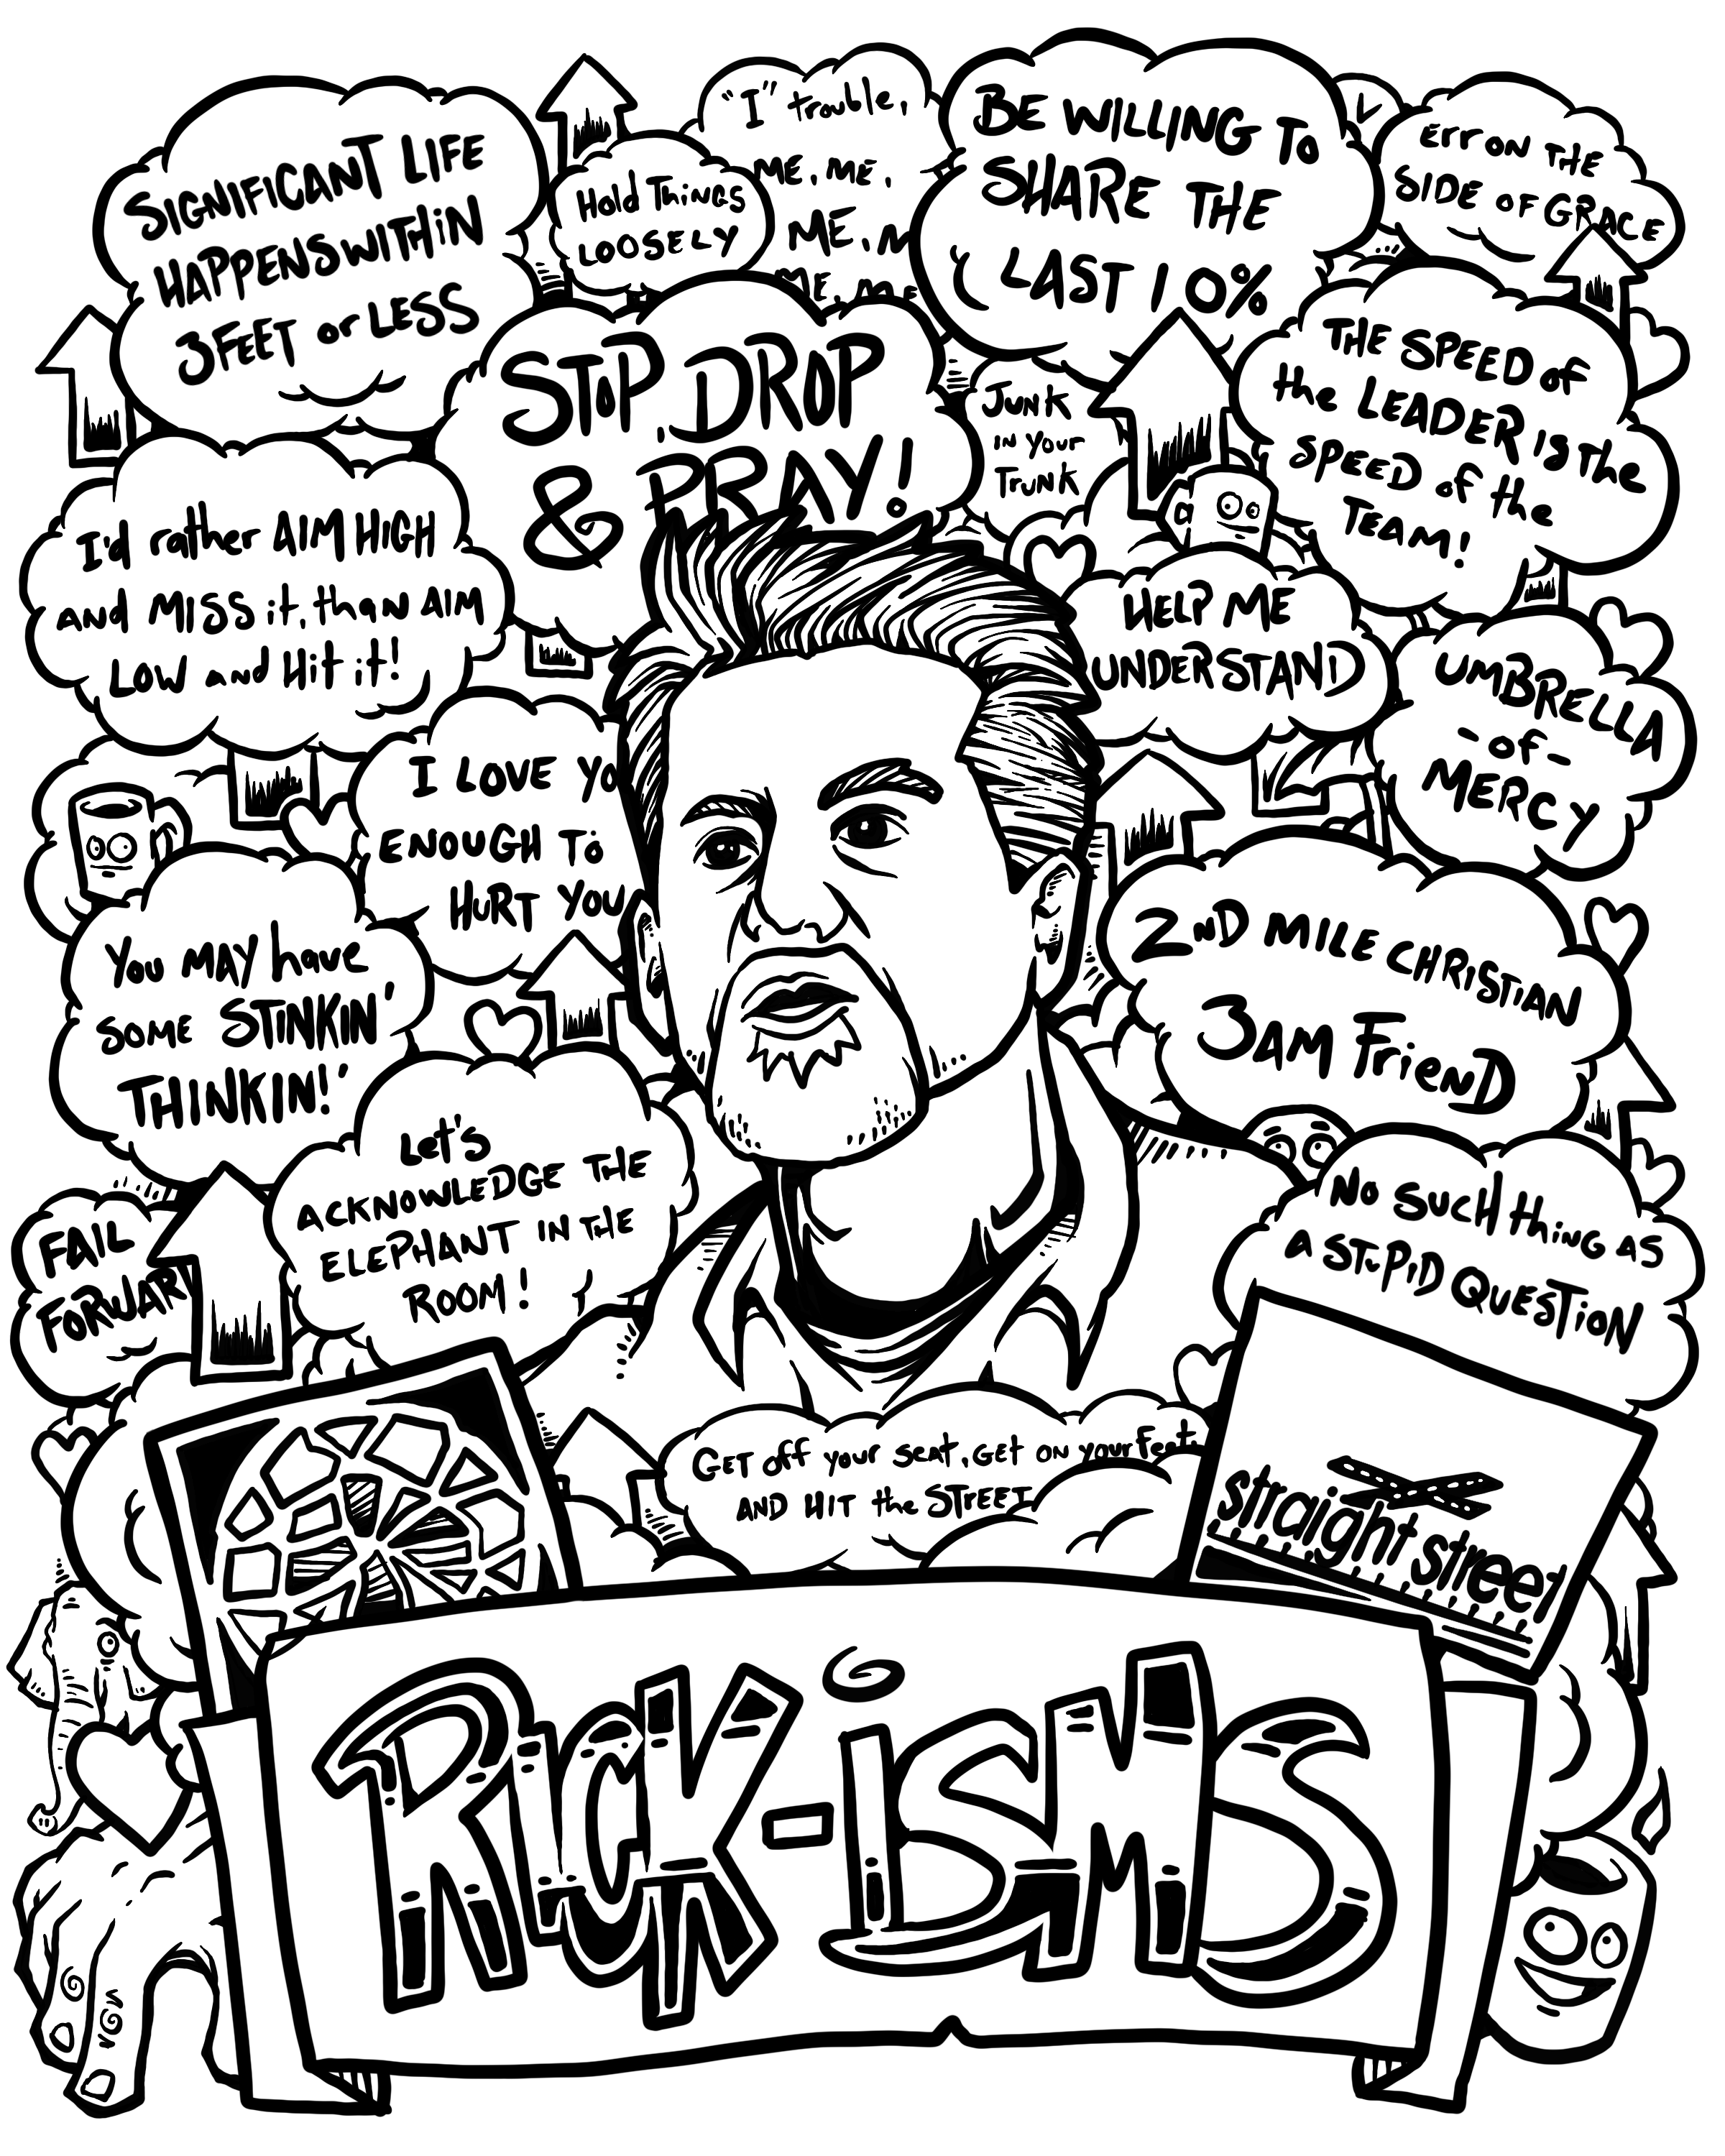 "I" trouble,
ME, ME,
ME, M
ME, ME
BE WILLING TO
SHARE THE
LAST 10%
Err on THE
SIDE OF GRACE
SIGNIFICANT LIFE
HAPPENS WITHIN
3 FEET or LESS
Hold Things
LOOSELY
STOP, DROP
& PRAY!
JUNK
IN Your
Trunk
THE SPEED of
the LEADER is the
SPEED of the
TEAM!
I'd rather AIM HIGH
and MISS it, than AIM
LOW and Hit it!
HELP ME
UNDERSTAND
UMBRELLA
-of-
MERCY
I LOVE YO
ENOUGH TO
HURT YOU
You MAY have
SOME STINKIN'
THINKIN!'
2ND MILE CHRISTIAN
3AM Friend
Let's
ACKNOWLEDGE THE
ELEPHANT IN THE
ROOM!
FAIL
FORWAR
No SUCH thing AS
A STUPID QUESTION
GET off your seat, GET ON your Feet,
AND HIT the STREET
straight street
RICK-iSMS